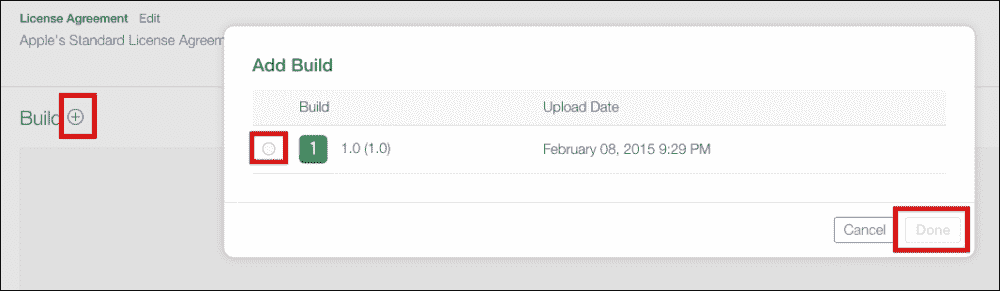 License Agreement Edit
Apple's Standard License Agreem
Build
Add Build
Build Upload Date
1 1.0 (1.0) February 08, 2015 9:29 PM
Cancel Done